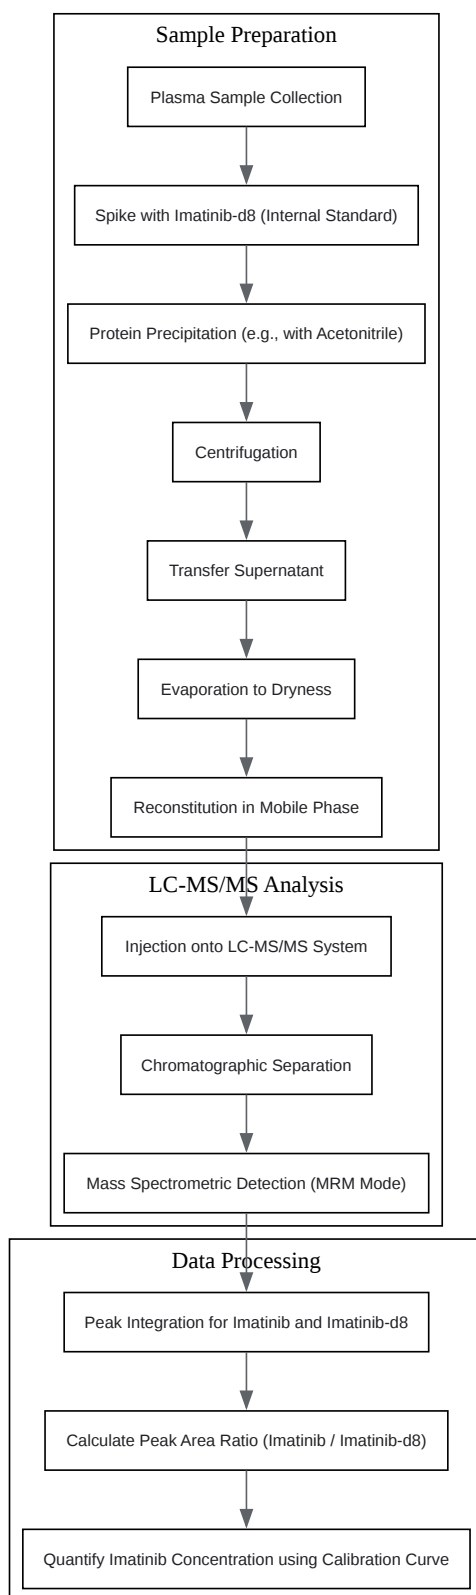 Sample Preparation
Plasma Sample Collection
Spike with Imatinib-d8 (Internal Standard)
Protein Precipitation (e.g., with Acetonitrile)
Centrifugation
Transfer Supernatant
Evaporation to Dryness
Reconstitution in Mobile Phase
LC-MS/MS Analysis
Injection onto LC-MS/MS System
Chromatographic Separation
Mass Spectrometric Detection (MRM Mode)
Data Processing
Peak Integration for Imatinib and Imatinib-d8
Calculate Peak Area Ratio (Imatinib / Imatinib-d8)
Quantify Imatinib Concentration using Calibration Curve